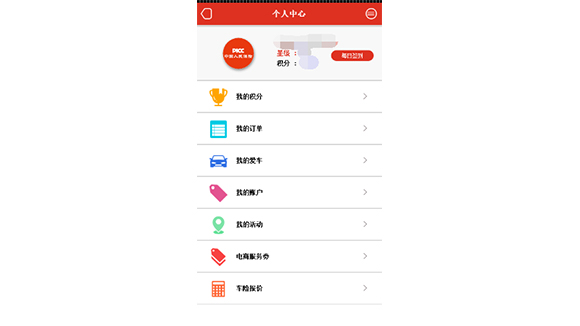 个人中心
PICC
中国人民保险
星级：
积分：
每日签到
我的积分
我的订单
我的爱车
我的账户
我的活动
电商服务券
车险报价